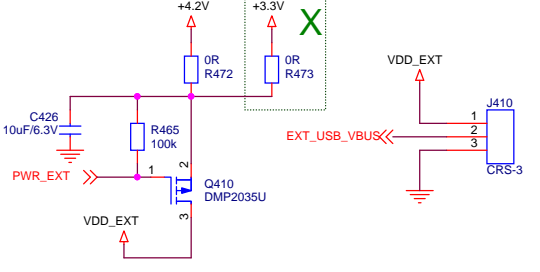 +4.2V
+3.3V
X
0R
R472
0R
R473
VDD_EXT
C426
10uF/6.3V
R465
100k
J410
1
2
3
EXT_USB_VBUS
CRS-3
PWR_EXT
1
2
3
Q410
DMP2035U
VDD_EXT